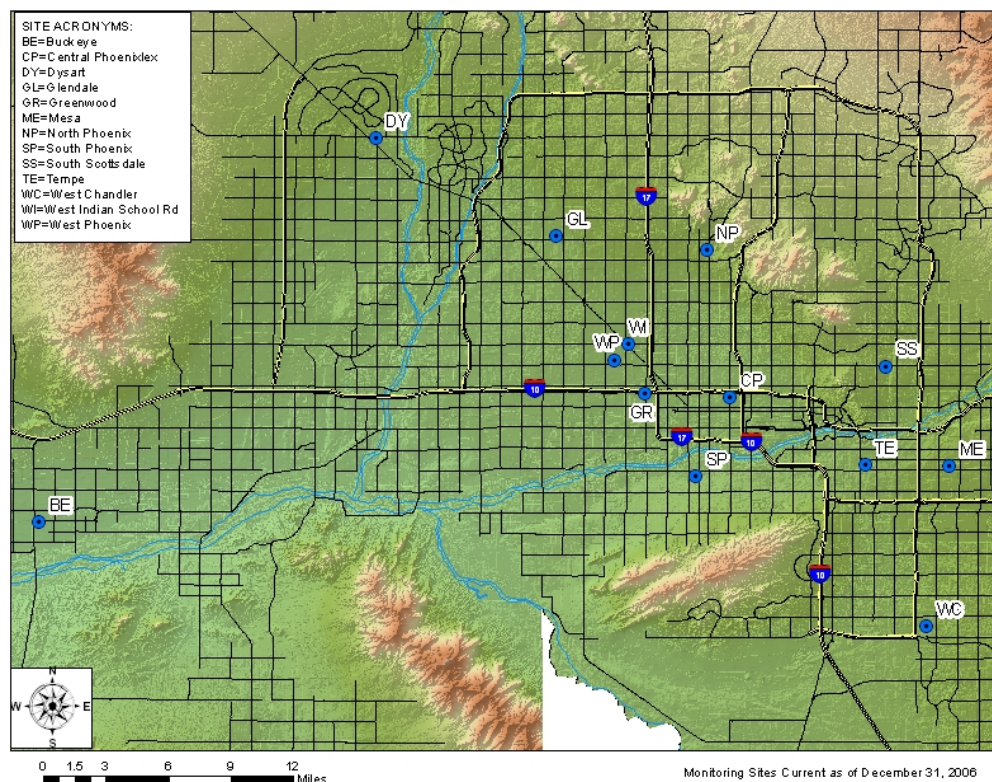 SITE ACRONYMS:
BE=Buckeye
CP=Central Phoenixlex
DY=Dysart
GL=Glendale
GR=Greenwood
ME=Mesa
NP=North Phoenix
SP=South Phoenix
SS=South Scottsdale
TE=Tempe
WC=West Chandler
WI=West Indian School Rd
WP=West Phoenix
DY
17
GL
NP
WI
WP
SS
10
CP
GR
17
10
SP
TE
ME
BE
10
WC
N
W E
S
0 1.5 3 6 9 12
Miles
Monitoring Sites Current as of December 31, 2006